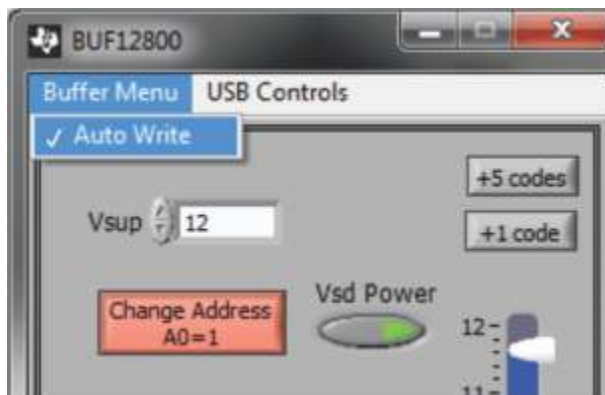 BUF12800
Buffer Menu USB Controls
✓ Auto Write
+5 codes
Vsup 12
+1 code
Change Address
A0=1
Vsd Power
12
11